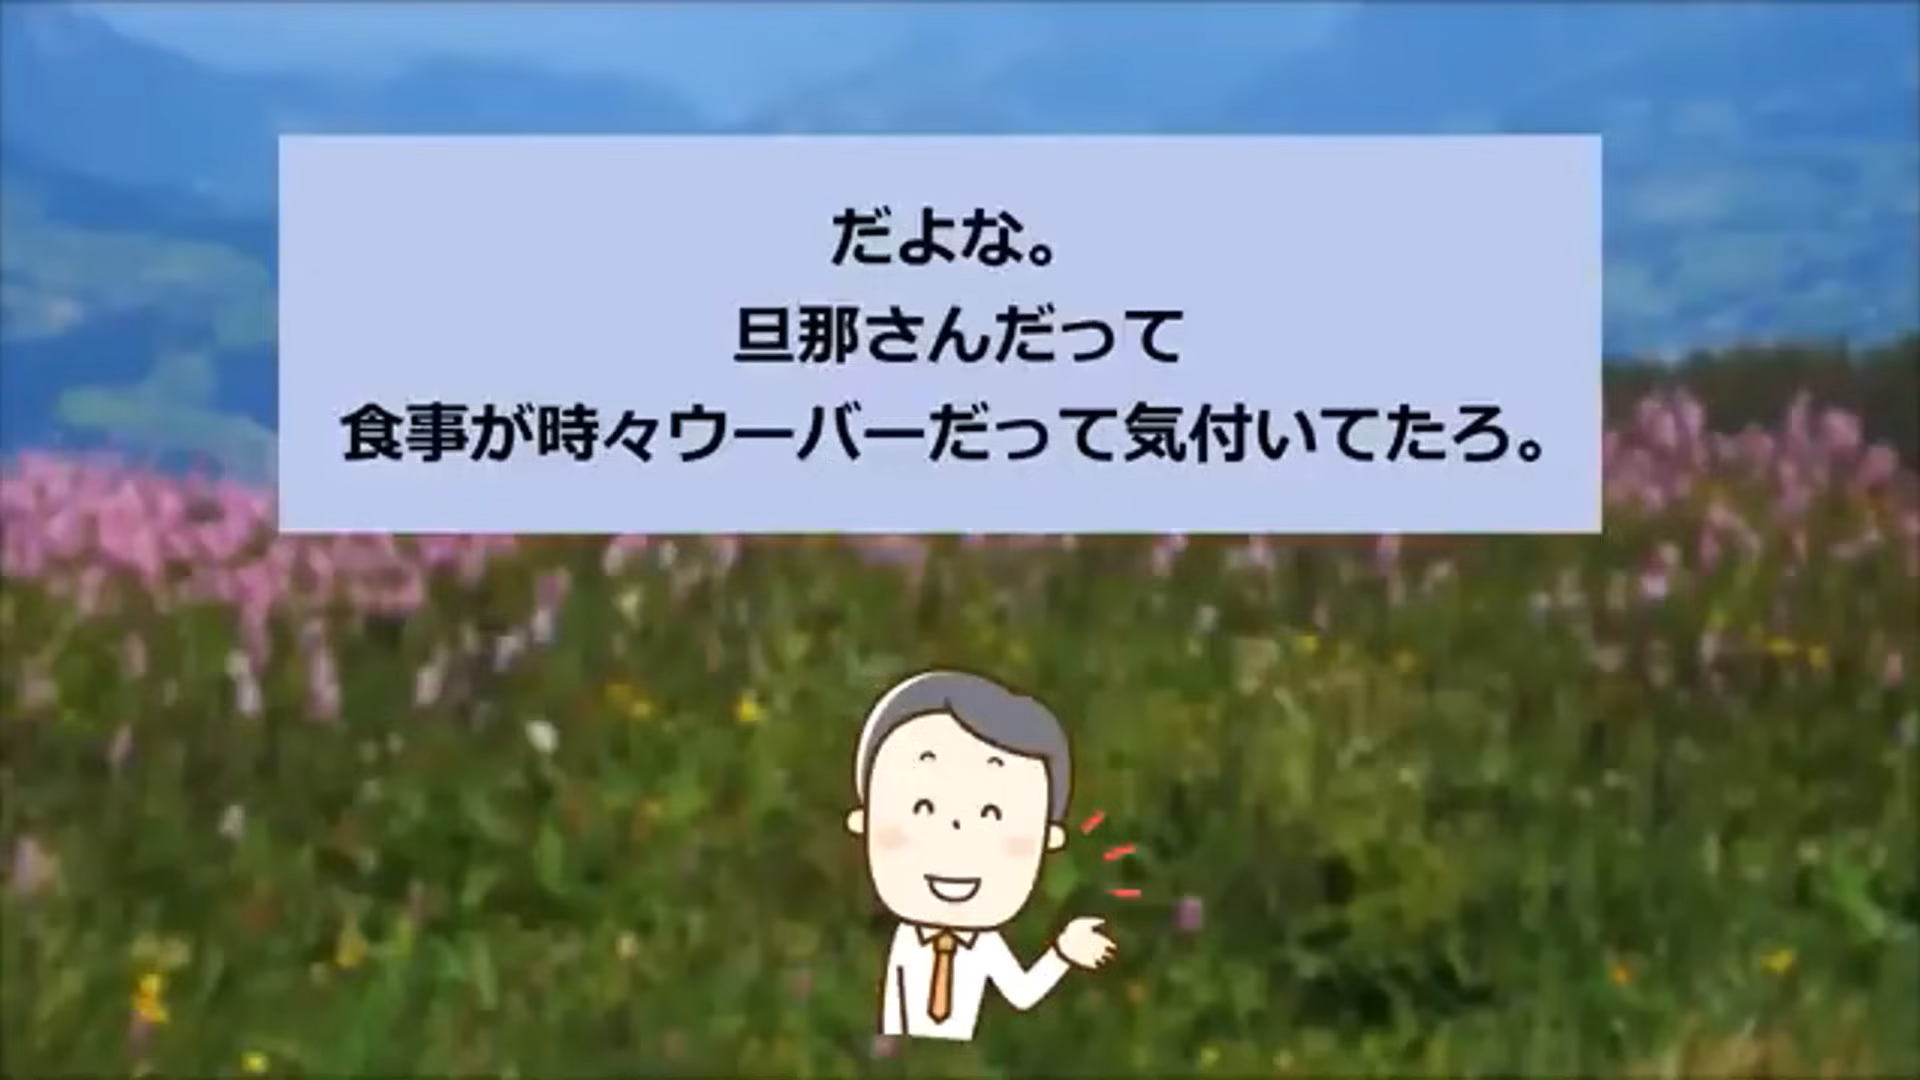 だよな。
旦那さんだって
食事が時々ウーバーだって気付いてたろ。